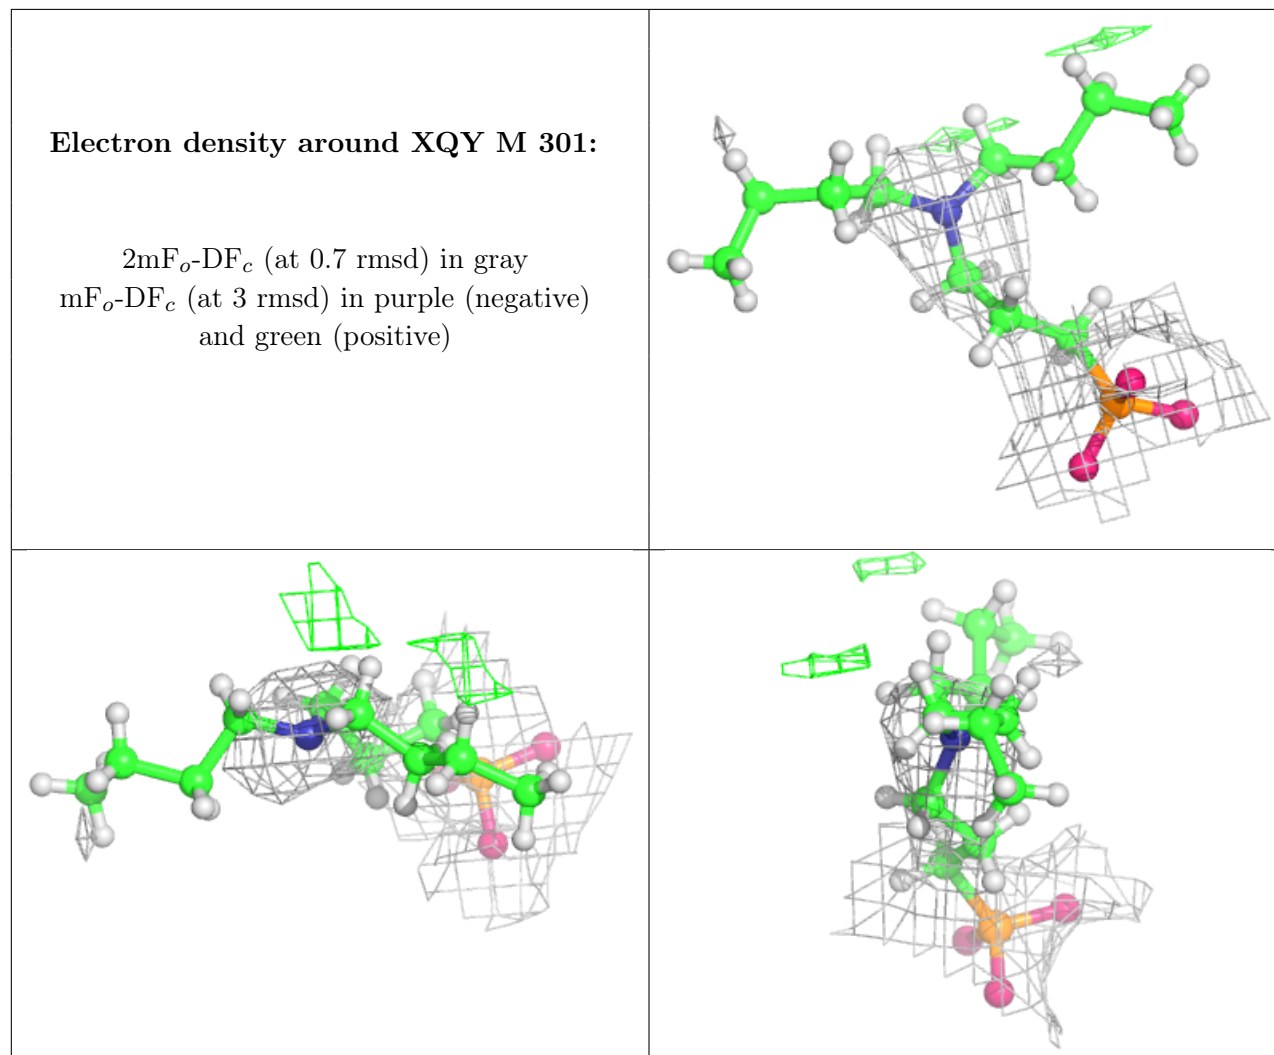 Electron density around XQY M 301:
2mFo-DFc (at 0.7 rmsd) in gray
mFo-DFc (at 3 rmsd) in purple (negative)
and green (positive)